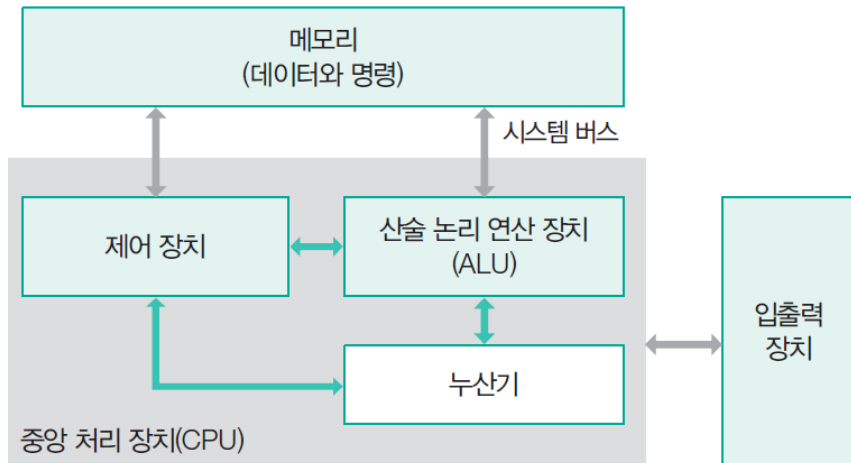 메모리
(데이터와 명령)
시스템 버스
제어 장치
산술 논리 연산 장치
(ALU)
입출력
장치
누산기
중앙 처리 장치(CPU)